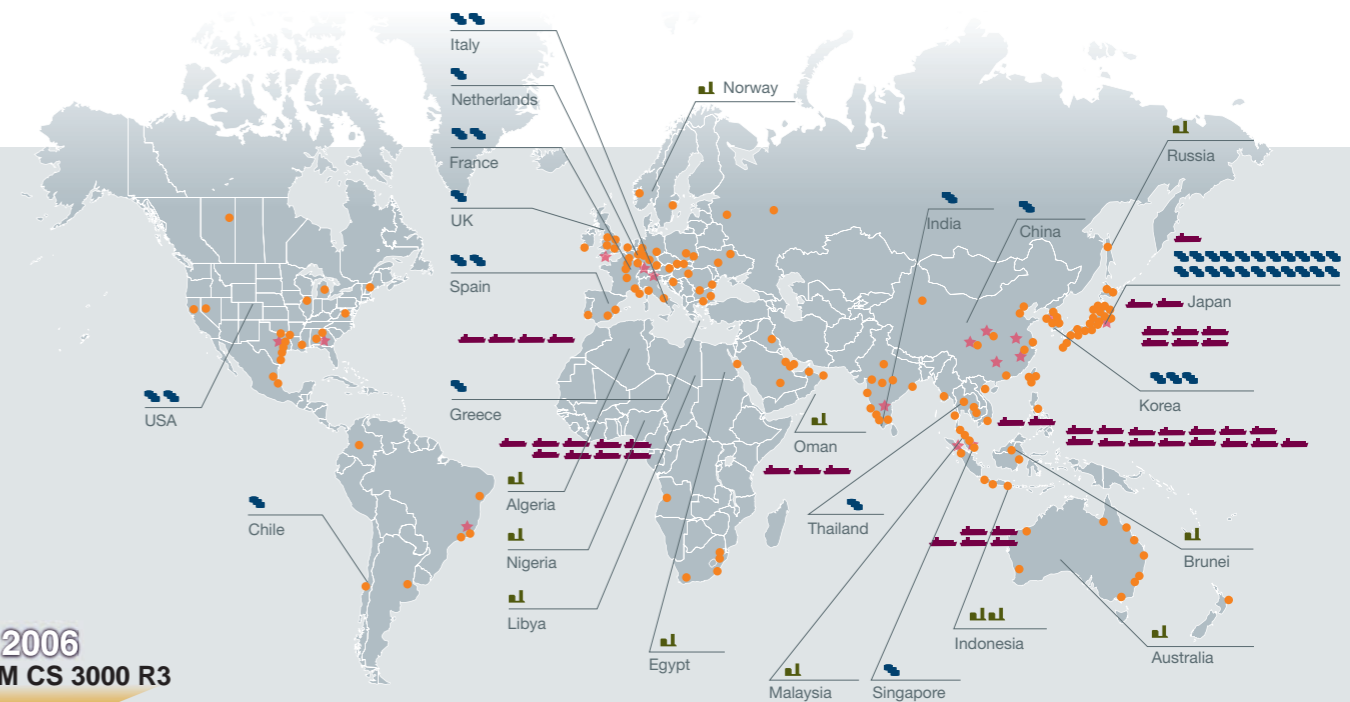 Italy
Netherlands
Norway
France
Russia
UK
India
China
Spain
Japan
Greece
Korea
USA
Oman
Algeria
Chile
Thailand
Nigeria
Brunei
Libya
Indonesia
Egypt
Australia
Malaysia
Singapore
2006
M CS 3000 R3